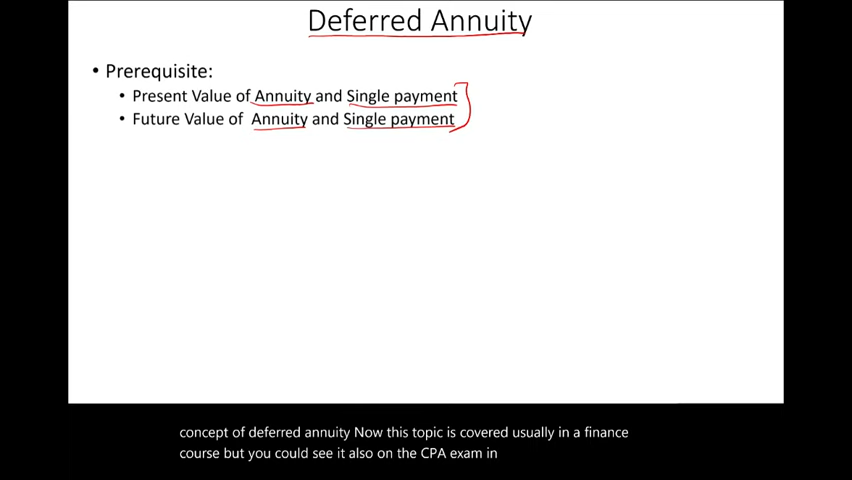 Deferred Annuity
• Prerequisite:
• Present Value of Annuity and Single payment
• Future Value of Annuity and Single payment
concept of deferred annuity Now this topic is covered usually in a finance
course but you could see it also on the CPA exam in